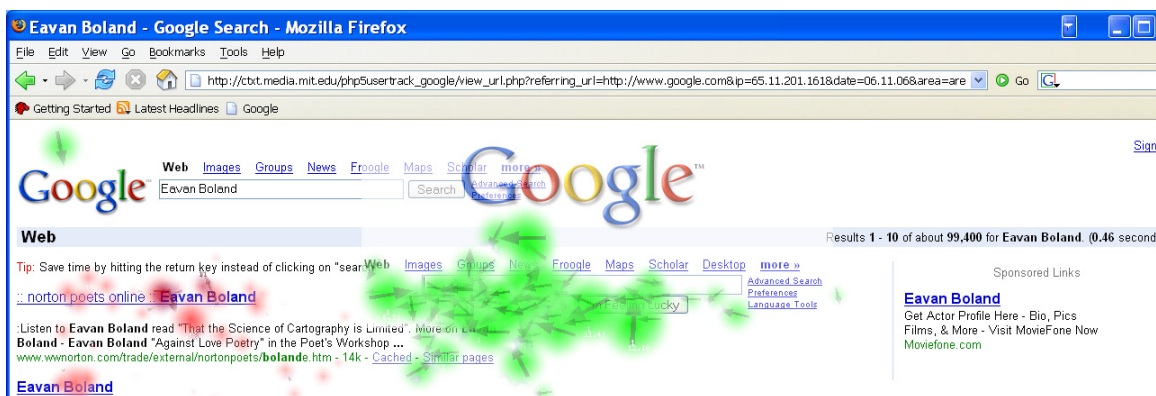 Eavan Boland - Google Search - Mozilla Firefox
File Edit View Go Bookmarks Tools Help
http://ctxt.media.mit.edu/php5usertrack_google/view_url.php?referring_url=http://www.google.com&ip=65.11.201.161&date=06.11.06&area=are Go G
Getting Started Latest Headlines Google
Sign
Google™ Web Images Groups News Froogle Maps Scholar more »
Eavan Boland Search Advanced Search
Preferences
Google™
Web Results 1 - 10 of about 99,400 for Eavan Boland. (0.46 second
Tip: Save time by hitting the return key instead of clicking on "sear
Web Images Groups News Froogle Maps Scholar Desktop more »
Advanced Search
Preferences
Language Tools
Lucky
:: norton poets online :: Eavan Boland
:Listen to Eavan Boland read "That the Science of Cartography is Limited". More on
Boland - Eavan Boland "Against Love Poetry" in the Poet's Workshop ...
www.wwnorton.com/trade/external/nortonpoets/bolande.htm - 14k - Cached - Similar pages
Eavan Boland
Sponsored Links
Eavan Boland
Get Actor Profile Here - Bio, Pics
Films, & More - Visit MovieFone Now
Moviefone.com